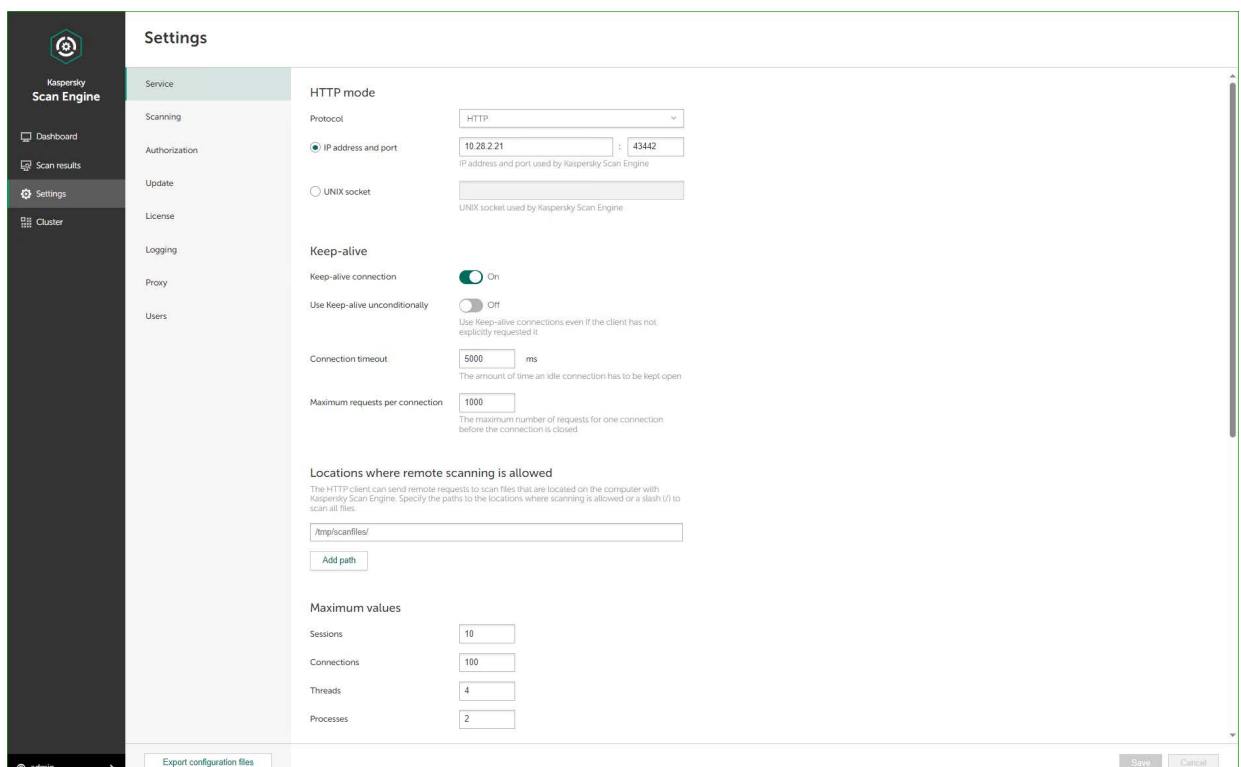 Kaspersky
Scan Engine
Dashboard
Scan results
Settings
Cluster
admin
Settings
Service
Scanning
Authorization
Update
License
Logging
Proxy
Users
Export configuration files
HTTP mode
Protocol
HTTP
IP address and port
10.28.2.21 : 43442
IP address and port used by Kaspersky Scan Engine
UNIX socket
UNIX socket used by Kaspersky Scan Engine
Keep-alive
Keep-alive connection
On
Use Keep-alive unconditionally
Off
Use Keep-alive connections even if the client has not
explicitly requested it
Connection timeout
5000 ms
The amount of time an idle connection has to be kept open
Maximum requests per connection
1000
The maximum number of requests for one connection
before the connection is closed
Locations where remote scanning is allowed
The HTTP client can send remote requests to scan files that are located on the computer with
Kaspersky Scan Engine. Specify the paths to the locations where scanning is allowed or a slash (/) to
scan all files.
/tmp/scanfiles/
Add path
Maximum values
Sessions
10
Connections
100
Threads
4
Processes
2
Save
Cancel